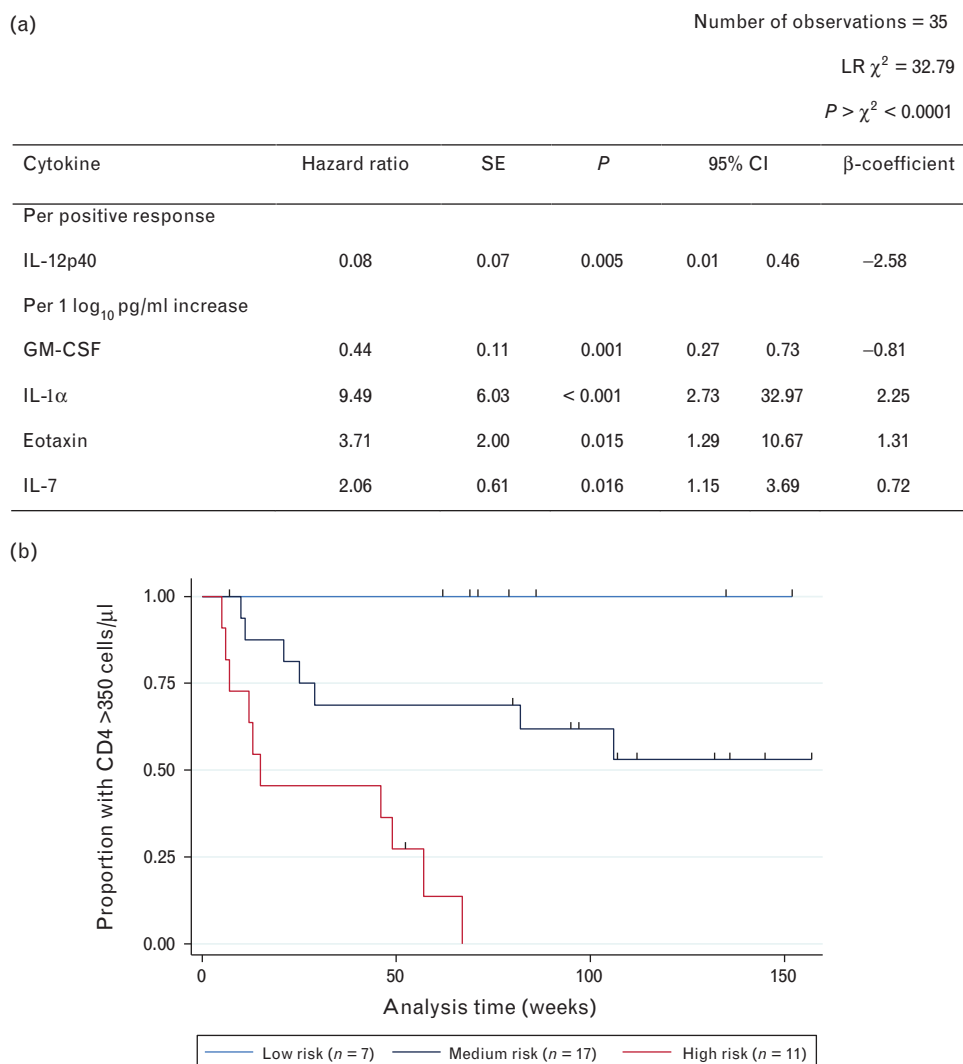 (a)
Number of observations = 35
LR χ² = 32.79
P > χ² < 0.0001
Cytokine Hazard ratio SE P 95% CI β-coefficient
Per positive response
IL-12p40 0.08 0.07 0.005 0.01 0.46 −2.58
Per 1 log₁₀ pg/ml increase
GM-CSF 0.44 0.11 0.001 0.27 0.73 −0.81
IL-1α 9.49 6.03 < 0.001 2.73 32.97 2.25
Eotaxin 3.71 2.00 0.015 1.29 10.67 1.31
IL-7 2.06 0.61 0.016 1.15 3.69 0.72
(b)
Proportion with CD4 >350 cells/µl
1.00
0.75
0.50
0.25
0.00
0 50 100 150
Analysis time (weeks)
Low risk (n = 7) Medium risk (n = 17) High risk (n = 11)